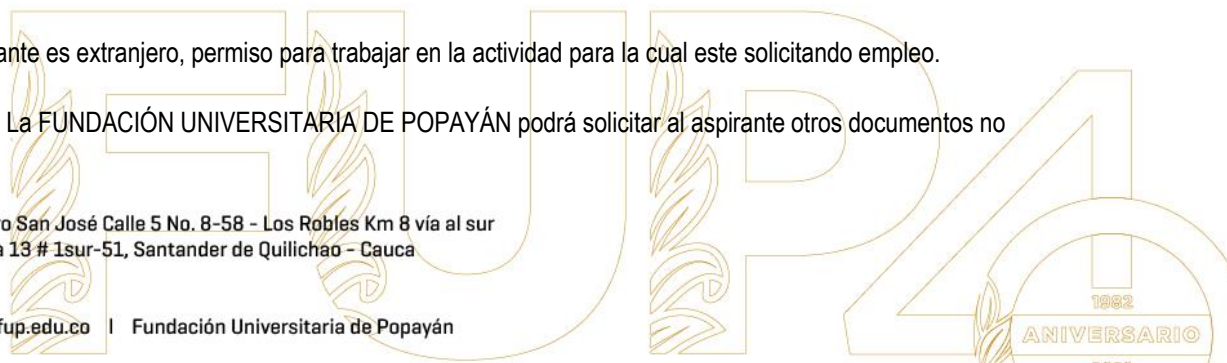 ante es extranjero, permiso para trabajar en la actividad para la cual este solicitando empleo.
La FUNDACIÓN UNIVERSITARIA DE POPAYÁN podrá solicitar al aspirante otros documentos no
o San José Calle 5 No. 8-58 - Los Robles Km 8 vía al sur
a 13 # 1sur-51, Santander de Quilichao - Cauca
fup.edu.co | Fundación Universitaria de Popayán
FUP4
1982
ANIVERSARIO